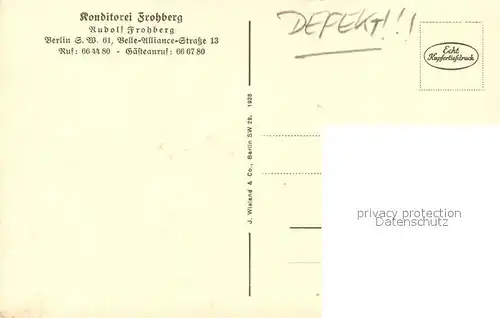 Konditorei Frohberg
Rudolf Frohberg
Berlin S.W. 61, Belle-Alliance-Straße 13
Ruf: 66 44 80 - Gästeanruf: 66 67 80
DEFEKT!!!
Echt
Kupfertiefdruck
J. Wieland & Co., Berlin SW 29. 1938
privacy protection
Datenschutz